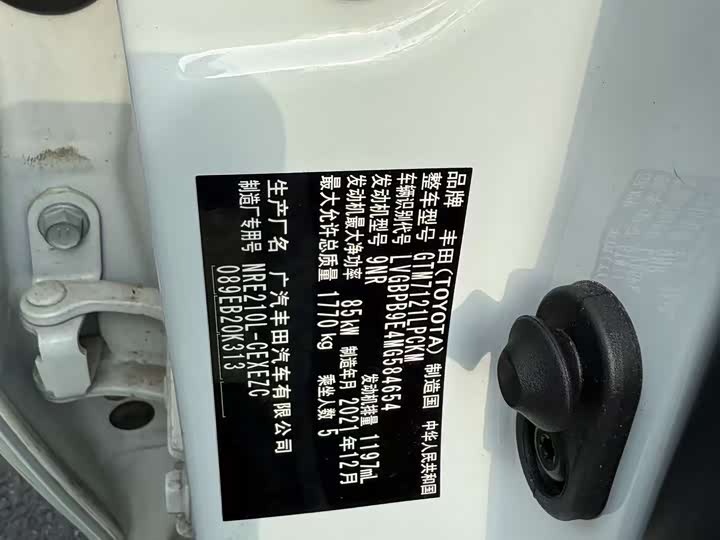 品牌 丰田(TOYOTA) 制造国 中华人民共和国
整车型号 GTM7121LPGKM
车辆识别代号 LVGBPB9E4MG584654
发动机型号 9NR 发动机排量 1197mL
发动机最大净功率 85kW 制造年月 2021年12月
最大允许总质量 1770kg 乘坐人数 5
生产厂名 广汽丰田汽车有限公司
制造厂专用号 NRE210L-CEXEZC
089EB20K313